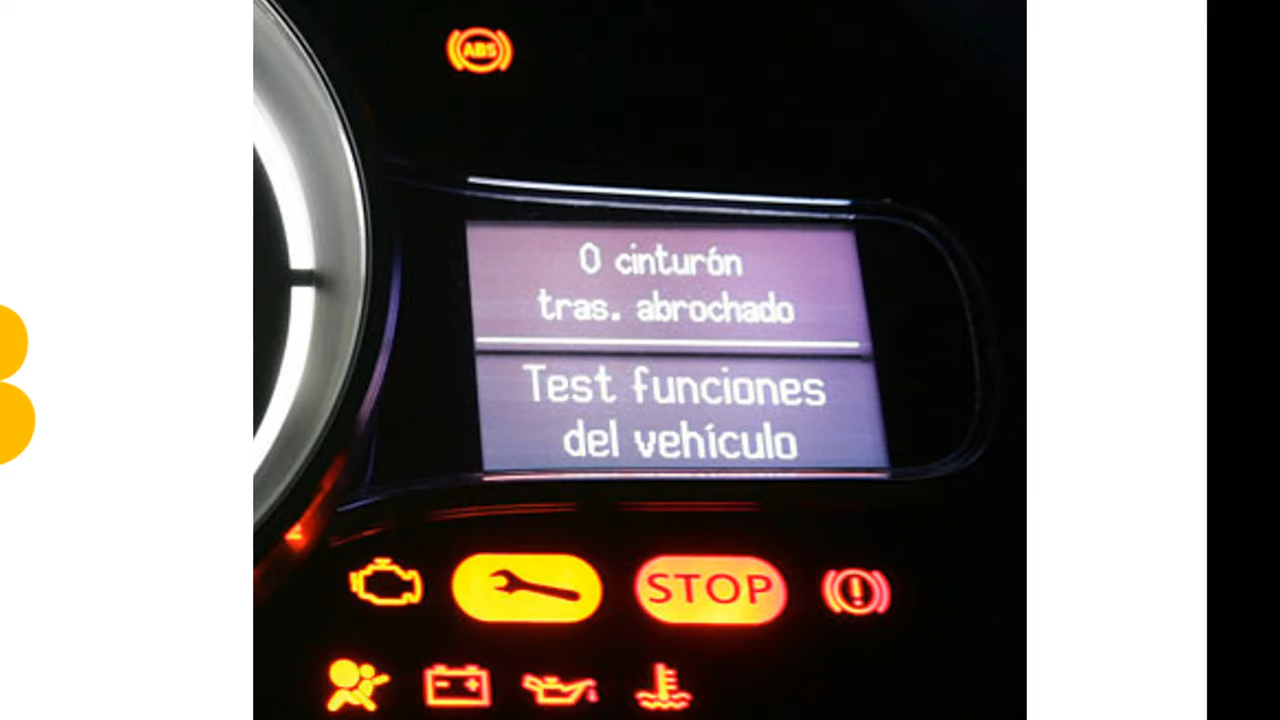 ABS
0 cinturón
tras. abrochado
Test funciones
del vehículo
STOP